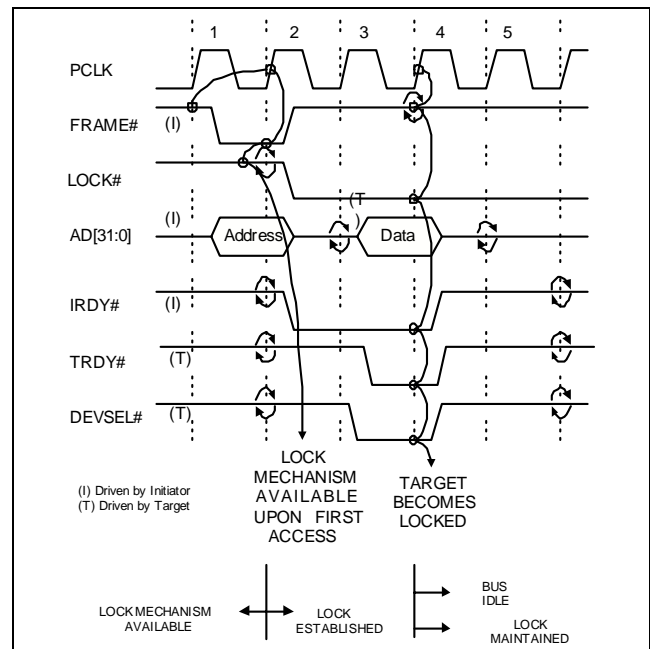 1 2 3 4 5
PCLK
FRAME# (I)
LOCK#
(T
)
AD[31:0] (I) Address Data
IRDY# (I)
TRDY# (T)
DEVSEL# (T)
LOCK
MECHANISM
AVAILABLE
UPON FIRST
ACCESS
TARGET
BECOMES
LOCKED
(I) Driven by Initiator
(T) Driven by Target
LOCK MECHANISM
AVAILABLE
LOCK
ESTABLISHED
BUS
IDLE
LOCK
MAINTAINED